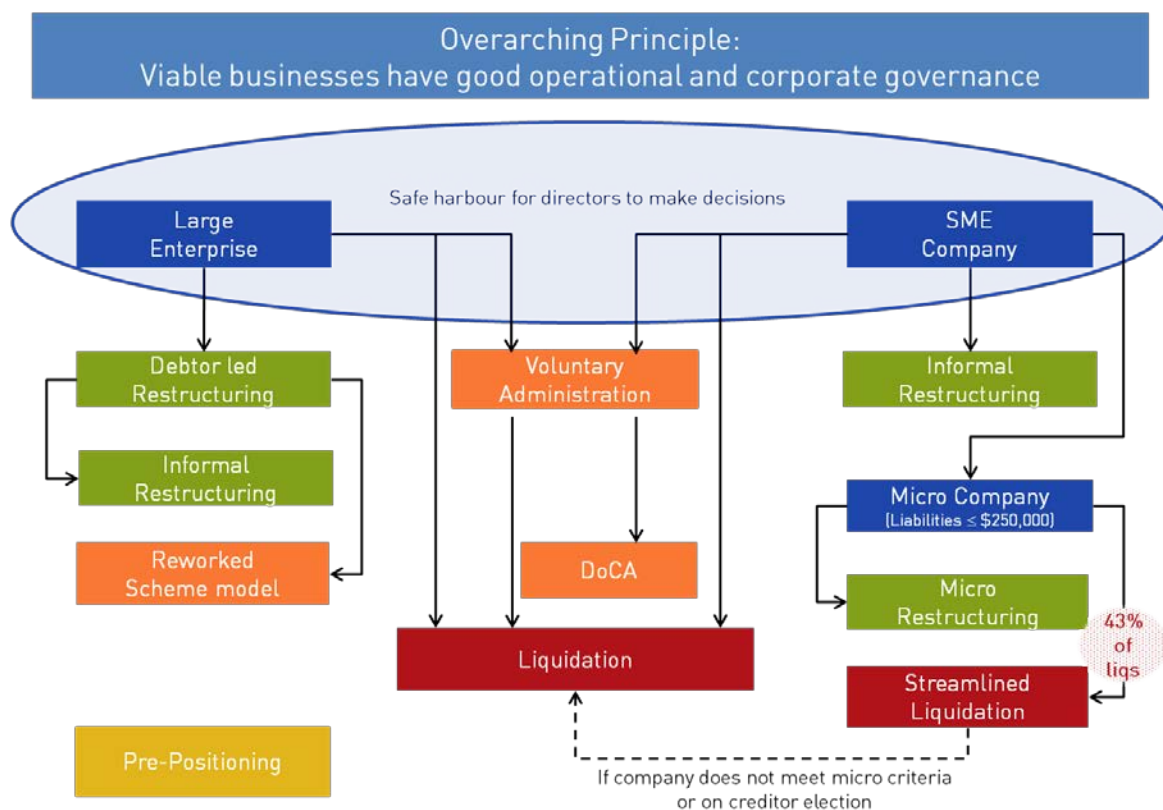 Overarching Principle:
Viable businesses have good operational and corporate governance
Safe harbour for directors to make decisions
Large
Enterprise
SME
Company
Debtor led
Restructuring
Voluntary
Administration
Informal
Restructuring
Informal
Restructuring
Micro Company
(Liabilities ≤ $250,000)
Reworked
Scheme model
DoCA
Micro
Restructuring
43%
of
liqs
Liquidation
Streamlined
Liquidation
Pre-Positioning
If company does not meet micro criteria
or on creditor election